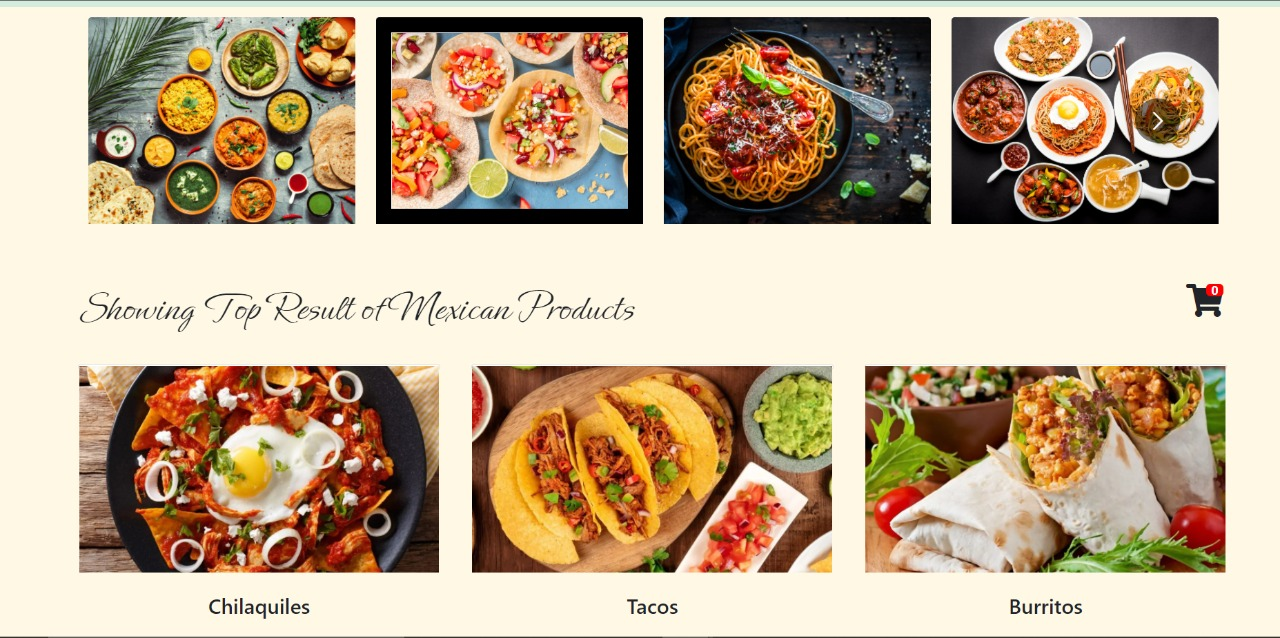 Showing Top Result of Mexican Products
0
Chilaquiles
Tacos
Burritos